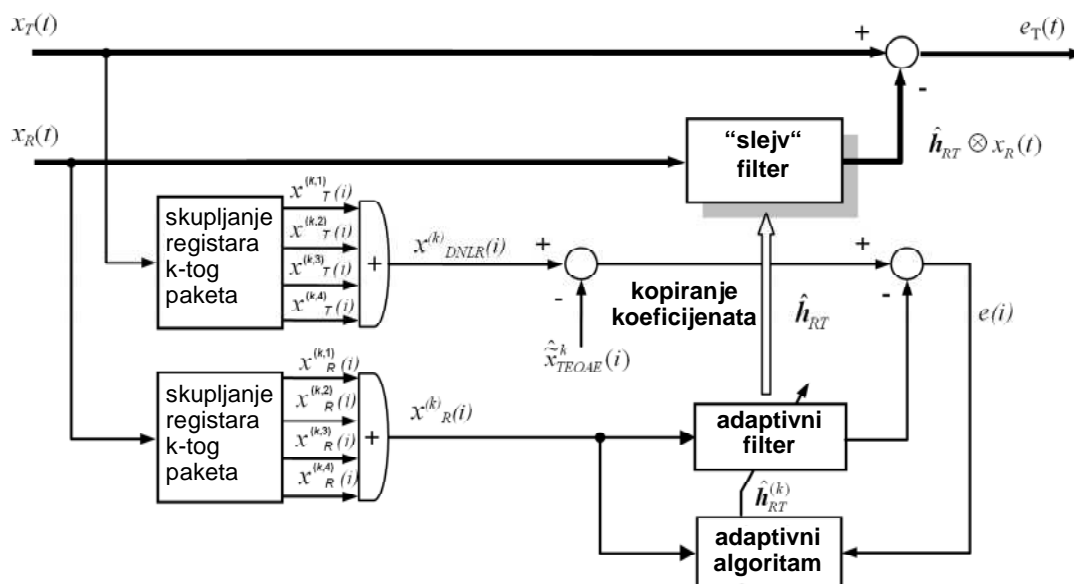 x_T(t)
+
e_T(t)
-
x_R(t)
“slejv“
filter
ĥ_RT ⊗ x_R(t)
skupljanje
registara
k-tog
paketa
x^(k,1)_T(i)
x^(k,2)_T(i)
x^(k,3)_T(i)
x^(k,4)_T(i)
+
x^(k)_DNLR(i)
+
-
kopiranje
koeficijenata
ĥ_RT
+
-
e(i)
x̃̂^k_TEOAE(i)
skupljanje
registara
k-tog
paketa
x^(k,1)_R(i)
x^(k,2)_R(i)
x^(k,3)_R(i)
x^(k,4)_R(i)
+
x^(k)_R(i)
adaptivni
filter
ĥ^(k)_RT
adaptivni
algoritam